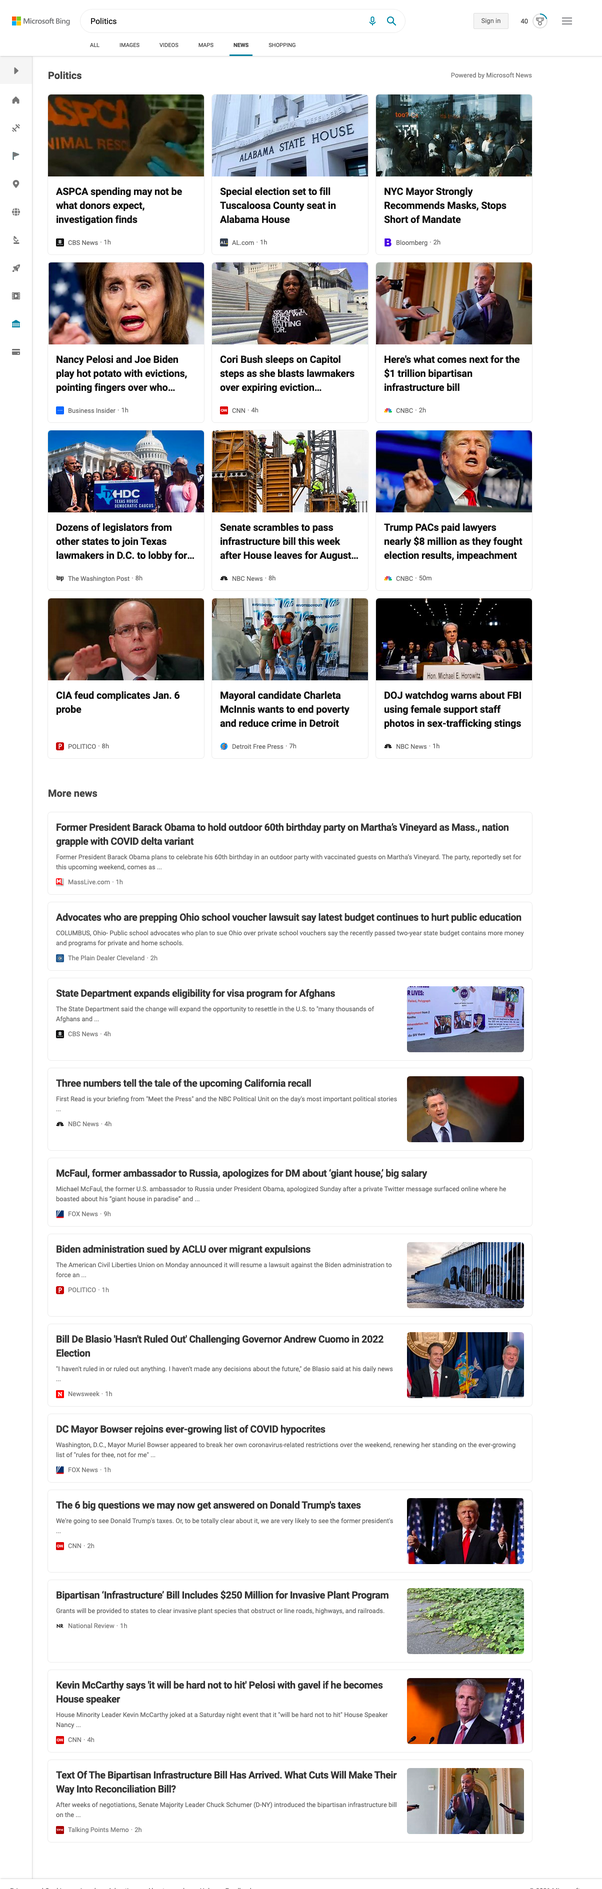 Microsoft Bing
Politics
Sign in
40
ALL IMAGES VIDEOS MAPS NEWS SHOPPING
Politics
Powered by Microsoft News
ASPCA
ASPCA spending may not be
what donors expect,
investigation finds
CBS News · 1h
ALABAMA STATE HOUSE
Special election set to fill
Tuscaloosa County seat in
Alabama House
AL.com · 1h
NYC Mayor Strongly
Recommends Masks, Stops
Short of Mandate
Bloomberg · 2h
Nancy Pelosi and Joe Biden
play hot potato with evictions,
pointing fingers over who...
Business Insider · 1h
WAITING
FOR.
Cori Bush sleeps on Capitol
steps as she blasts lawmakers
over expiring eviction...
CNN · 4h
Here's what comes next for the
$1 trillion bipartisan
infrastructure bill
CNBC · 2h
HDC
Dozens of legislators from
other states to join Texas
lawmakers in D.C. to lobby for...
The Washington Post · 8h
Senate scrambles to pass
infrastructure bill this week
after House leaves for August...
NBC News · 8h
Trump PACs paid lawyers
nearly $8 million as they fought
election results, impeachment
CNBC · 50m
CIA feud complicates Jan. 6
probe
POLITICO · 8h
Mayoral candidate Charleta
McInnis wants to end poverty
and reduce crime in Detroit
Detroit Free Press · 7h
Hon. Michael E. Horowitz
DOJ watchdog warns about FBI
using female support staff
photos in sex-trafficking stings
NBC News · 1h
More news
Former President Barack Obama to hold outdoor 60th birthday party on Martha's Vineyard as Mass., nation
grapple with COVID delta variant
Former President Barack Obama plans to celebrate his 60th birthday in an outdoor party with vaccinated guests on Martha's Vineyard. The party, reportedly set for
this upcoming weekend, comes as ...
MassLive.com · 1h
Advocates who are prepping Ohio school voucher lawsuit say latest budget continues to hurt public education
COLUMBUS, Ohio- Public school advocates who plan to sue Ohio over private school vouchers say the recently passed two-year state budget contains more money
and programs for private and home schools.
The Plain Dealer Cleveland · 2h
State Department expands eligibility for visa program for Afghans
The State Department said the change will expand the opportunity to resettle in the U.S. to "many thousands of
Afghans and ...
CBS News · 4h
R LIVES:
Three numbers tell the tale of the upcoming California recall
First Read is your briefing from "Meet the Press" and the NBC Political Unit on the day's most important political stories
...
NBC News · 4h
McFaul, former ambassador to Russia, apologizes for DM about ‘giant house,’ big salary
Michael McFaul, the former U.S. ambassador to Russia under President Obama, apologized Sunday after a private Twitter message surfaced online where he
boasted about his "giant house in paradise" and ...
FOX News · 9h
Biden administration sued by ACLU over migrant expulsions
The American Civil Liberties Union on Monday announced it will resume a lawsuit against the Biden administration to
force an ...
POLITICO · 1h
Bill De Blasio 'Hasn't Ruled Out' Challenging Governor Andrew Cuomo in 2022
Election
"I haven't ruled in or ruled out anything. I haven't made any decisions about the future," de Blasio said at his daily news
...
Newsweek · 1h
DC Mayor Bowser rejoins ever-growing list of COVID hypocrites
Washington, D.C., Mayor Muriel Bowser appeared to break her own coronavirus-related restrictions over the weekend, renewing her standing on the ever-growing
list of "rules for thee, not for me" ...
FOX News · 1h
The 6 big questions we may now get answered on Donald Trump's taxes
We're going to see Donald Trump's taxes. Or, to be totally clear about it, we are very likely to see the former president's
...
CNN · 2h
Bipartisan ‘Infrastructure’ Bill Includes $250 Million for Invasive Plant Program
Grants will be provided to states to clear invasive plant species that obstruct or line roads, highways, and railroads.
National Review · 1h
Kevin McCarthy says 'it will be hard not to hit' Pelosi with gavel if he becomes
House speaker
House Minority Leader Kevin McCarthy joked at a Saturday night event that it "will be hard not to hit" House Speaker
Nancy ...
CNN · 4h
Text Of The Bipartisan Infrastructure Bill Has Arrived. What Cuts Will Make Their
Way Into Reconciliation Bill?
After weeks of negotiations, Senate Majority Leader Chuck Schumer (D-NY) introduced the bipartisan infrastructure bill
on the ...
Talking Points Memo · 2h